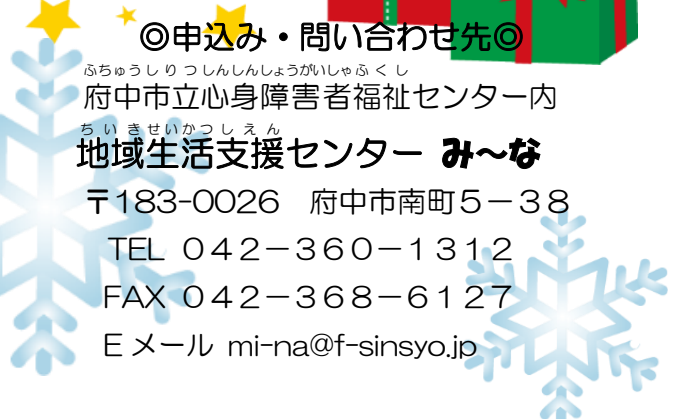 ◎申込み・問い合わせ先◎
ふちゅうしりつしんしんしょうがいしゃふくし
府中市立心身障害者福祉センター内
ちいきせいかつしえん
地域生活支援センター み～な
〒183-0026 府中市南町５－３８
TEL ０４２－３６０－１３１２
FAX ０４２－３６８－６１２７
Ｅメール mi-na@f-sinsyo.jp